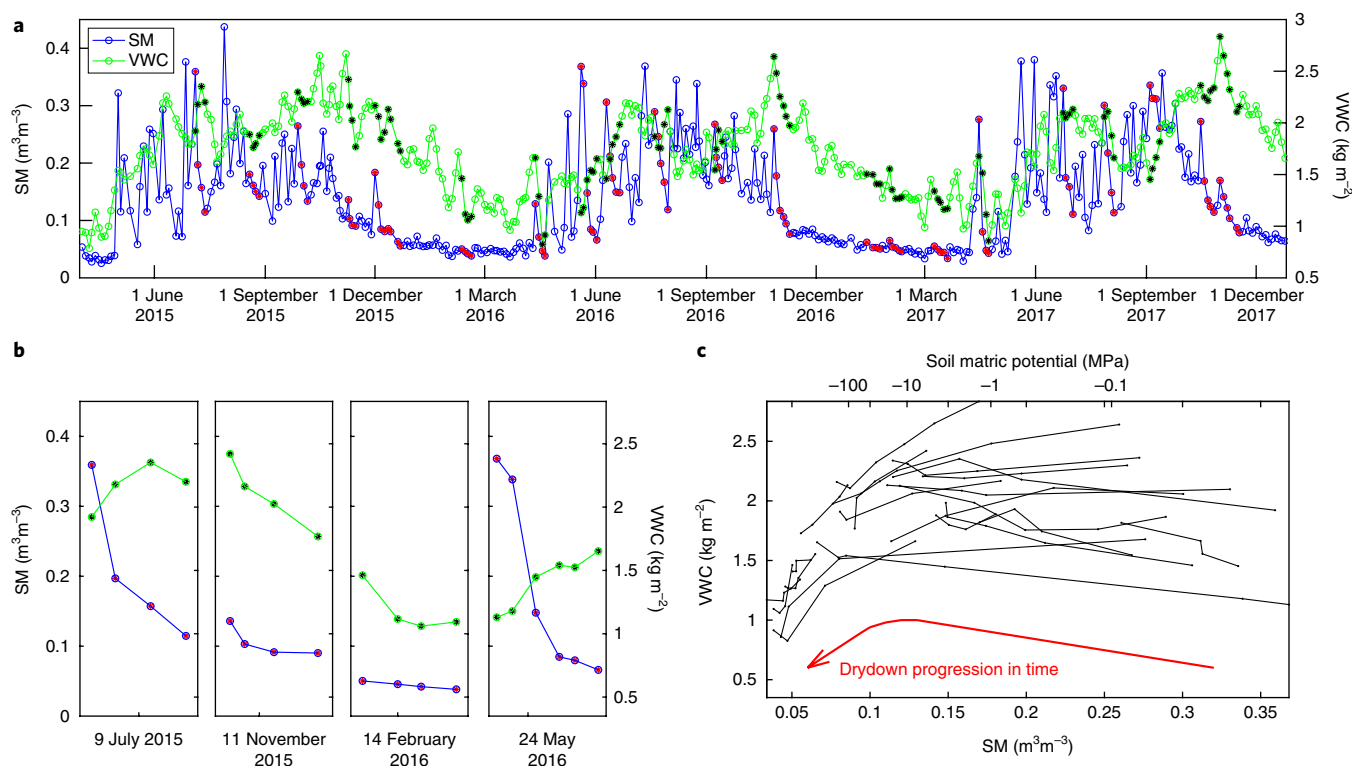 a
SM
VWC
SM (m³m⁻³)
0.4
0.3
0.2
0.1
0
VWC (kg m⁻²)
3
2.5
2
1.5
1
0.5
1 June 1 September 1 December 1 March 1 June 1 September 1 December 1 March 1 June 1 September 1 December
2015 2015 2015 2016 2016 2016 2016 2017 2017 2017 2017
b
SM (m³m⁻³)
0.4
0.3
0.2
0.1
0
VWC (kg m⁻²)
2.5
2
1.5
1
0.5
9 July 2015
11 November
2015
14 February
2016
24 May
2016
c
Soil matric potential (MPa)
–100 –10 –1 –0.1
VWC (kg m⁻²)
2.5
2
1.5
1
0.5
Drydown progression in time
0.05 0.1 0.15 0.2 0.25 0.3 0.35
SM (m³m⁻³)